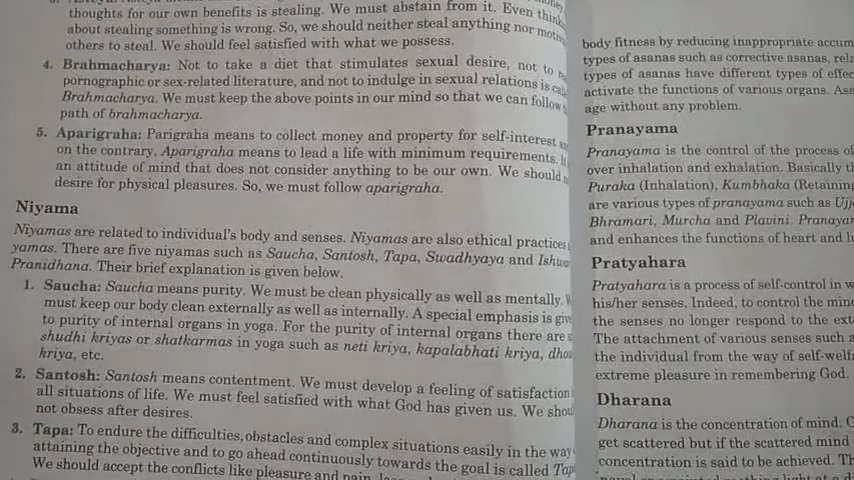 thoughts for our own benefits is stealing. We must abstain from it. Even think
about stealing something is wrong. So, we should neither steal anything nor motiv
others to steal. We should feel satisfied with what we possess.
4. Brahmacharya: Not to take a diet that stimulates sexual desire, not to
pornographic or sex-related literature, and not to indulge in sexual relations is
Brahmacharya. We must keep the above points in our mind so that we can follow
path of brahmacharya.
5. Aparigraha: Parigraha means to collect money and property for self-interest
on the contrary, Aparigraha means to lead a life with minimum requirements. It
an attitude of mind that does not consider anything to be our own. We should
desire for physical pleasures. So, we must follow aparigraha.
Niyama
Niyamas are related to individual's body and senses. Niyamas are also ethical practices
yamas. There are five niyamas such as Saucha, Santosh, Tapa, Swadhyaya and Ishwa
Pranidhana. Their brief explanation is given below.
1. Saucha: Saucha means purity. We must be clean physically as well as mentally.
must keep our body clean externally as well as internally. A special emphasis is give
to purity of internal organs in yoga. For the purity of internal organs there are
shudhi kriyas or shatkarmas in yoga such as neti kriya, kapalabhati kriya, dhou
kriya, etc.
2. Santosh: Santosh means contentment. We must develop a feeling of satisfaction
all situations of life. We must feel satisfied with what God has given us. We shou
not obsess after desires.
3. Tapa: To endure the difficulties, obstacles and complex situations easily in the way
attaining the objective and to go ahead continuously towards the goal is called Tap
We should accept the conflicts like pleasure and pain,
body fitness by reducing inappropriate accum
types of asanas such as corrective asanas, rela
types of asanas have different types of effec
activate the functions of various organs. Asa
age without any problem.
Pranayama
Pranayama is the control of the process of
over inhalation and exhalation. Basically th
Puraka (Inhalation), Kumbhaka (Retaining
are various types of pranayama such as Ujj
Bhramari, Murcha and Plavini. Pranayam
and enhances the functions of heart and lu
Pratyahara
Pratyahara is a process of self-control in w
his/her senses. Indeed, to control the mind
the senses no longer respond to the ext
The attachment of various senses such a
the individual from the way of self-welfa
extreme pleasure in remembering God.
Dharana
Dharana is the concentration of mind. C
get scattered but if the scattered mind
concentration is said to be achieved. Th